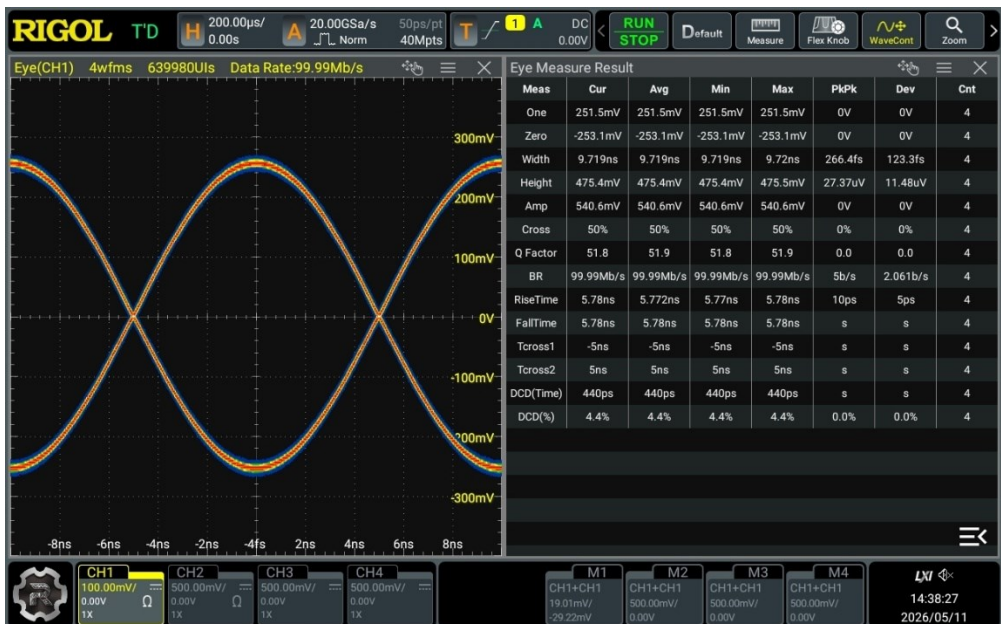 RIGOL T'D H 200.00μs/ 0.00s A 20.00GSa/s Norm 50ps/pt 40Mpts T 1 A DC 0.00V < RUN STOP Default Measure Flex Knob WaveCont Zoom >
Eye(CH1) 4wfms 639980UIs Data Rate:99.99Mb/s
300mV
200mV
100mV
0V
-100mV
-200mV
-300mV
-8ns -6ns -4ns -2ns -4fs 2ns 4ns 6ns 8ns
Eye Measure Result
Meas Cur Avg Min Max PkPk Dev Cnt
One 251.5mV 251.5mV 251.5mV 251.5mV 0V 0V 4
Zero -253.1mV -253.1mV -253.1mV -253.1mV 0V 0V 4
Width 9.719ns 9.719ns 9.719ns 9.72ns 266.4fs 123.3fs 4
Height 475.4mV 475.4mV 475.4mV 475.5mV 27.37uV 11.48uV 4
Amp 540.6mV 540.6mV 540.6mV 540.6mV 0V 0V 4
Cross 50% 50% 50% 50% 0% 0% 4
Q Factor 51.8 51.9 51.8 51.9 0.0 0.0 4
BR 99.99Mb/s 99.99Mb/s 99.99Mb/s 99.99Mb/s 5b/s 2.061b/s 4
RiseTime 5.78ns 5.772ns 5.77ns 5.78ns 10ps 5ps 4
FallTime 5.78ns 5.78ns 5.78ns 5.78ns s s 4
Tcross1 -5ns -5ns -5ns -5ns s s 4
Tcross2 5ns 5ns 5ns 5ns s s 4
DCD(Time) 440ps 440ps 440ps 440ps s s 4
DCD(%) 4.4% 4.4% 4.4% 4.4% 0.0% 0.0% 4
CH1 CH2 CH3 CH4 M1 M2 M3 M4 LXI
100.00mV/ 500.00mV/ 500.00mV/ 500.00mV/ CH1+CH1 CH1+CH1 CH1+CH1 CH1+CH1
0.00V Ω 0.00V Ω 0.00V 0.00V 19.01mV/ 500.00mV/ 500.00mV/ 500.00mV/ 14:38:27
1X 1X 1X 1X -29.22mV 0.00V 0.00V 0.00V 2026/05/11